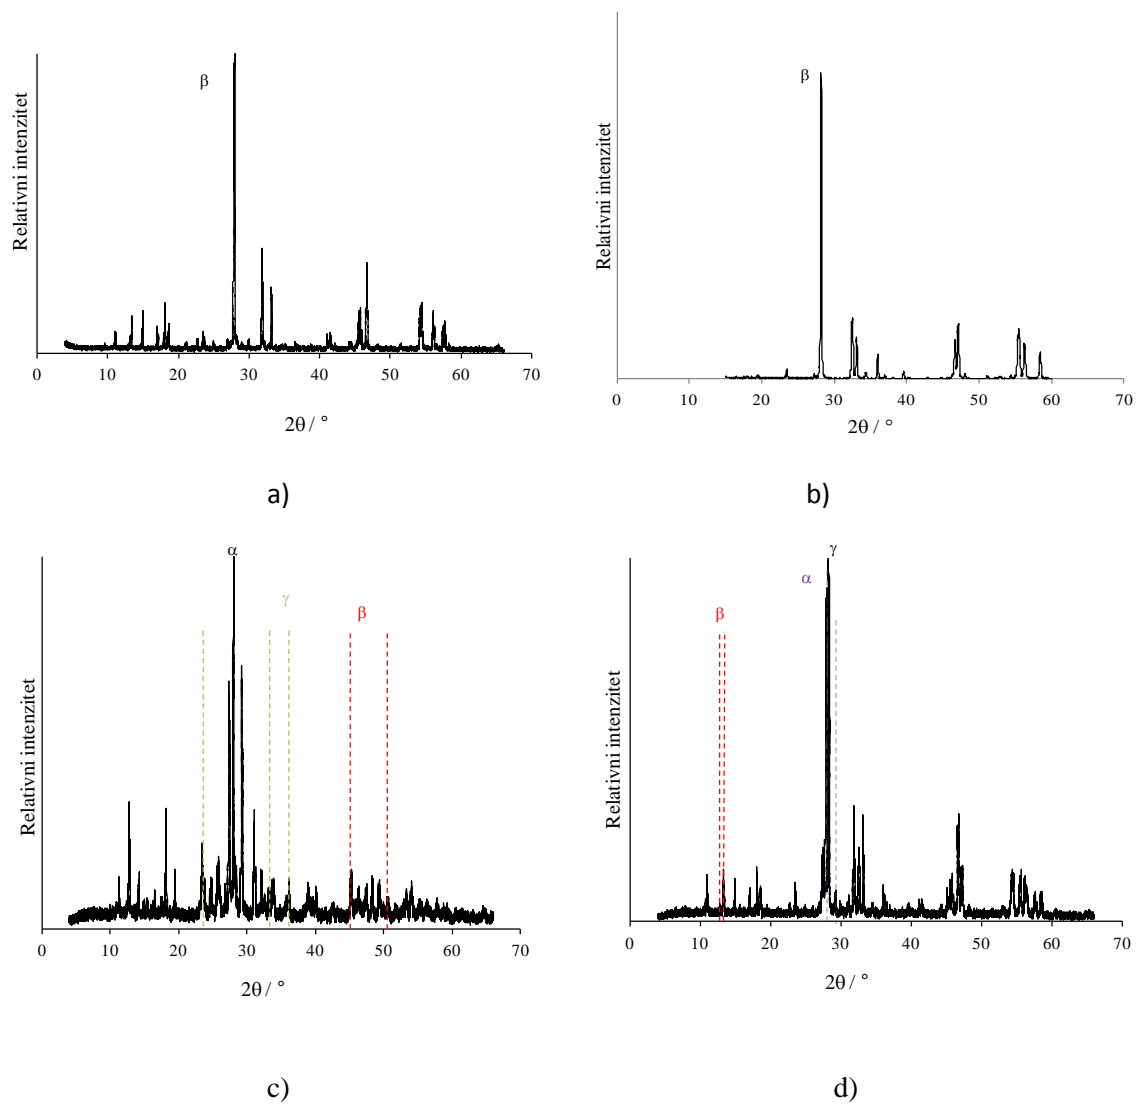 β
Relativni intenzitet
0 10 20 30 40 50 60 70
2θ / °
a)
β
Relativni intenzitet
0 10 20 30 40 50 60 70
2θ / °
b)
α
γ
β
Relativni intenzitet
0 10 20 30 40 50 60 70
2θ / °
c)
γ
α
β
Relativni intenzitet
0 10 20 30 40 50 60 70
2θ / °
d)